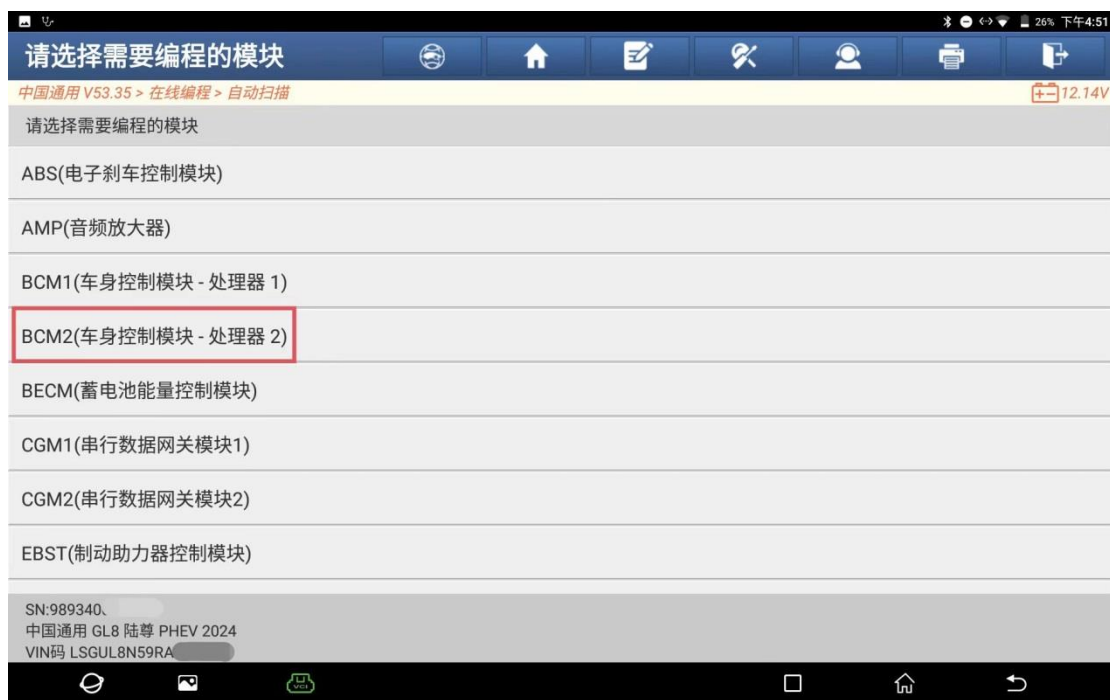 26% 下午4:51
请选择需要编程的模块
中国通用 V53.35 > 在线编程 > 自动扫描
12.14V
请选择需要编程的模块
ABS(电子刹车控制模块)
AMP(音频放大器)
BCM1(车身控制模块 - 处理器 1)
BCM2(车身控制模块 - 处理器 2)
BECM(蓄电池能量控制模块)
CGM1(串行数据网关模块1)
CGM2(串行数据网关模块2)
EBST(制动助力器控制模块)
SN:989340
中国通用 GL8 陆尊 PHEV 2024
VIN码 LSGUL8N59RA
VCI